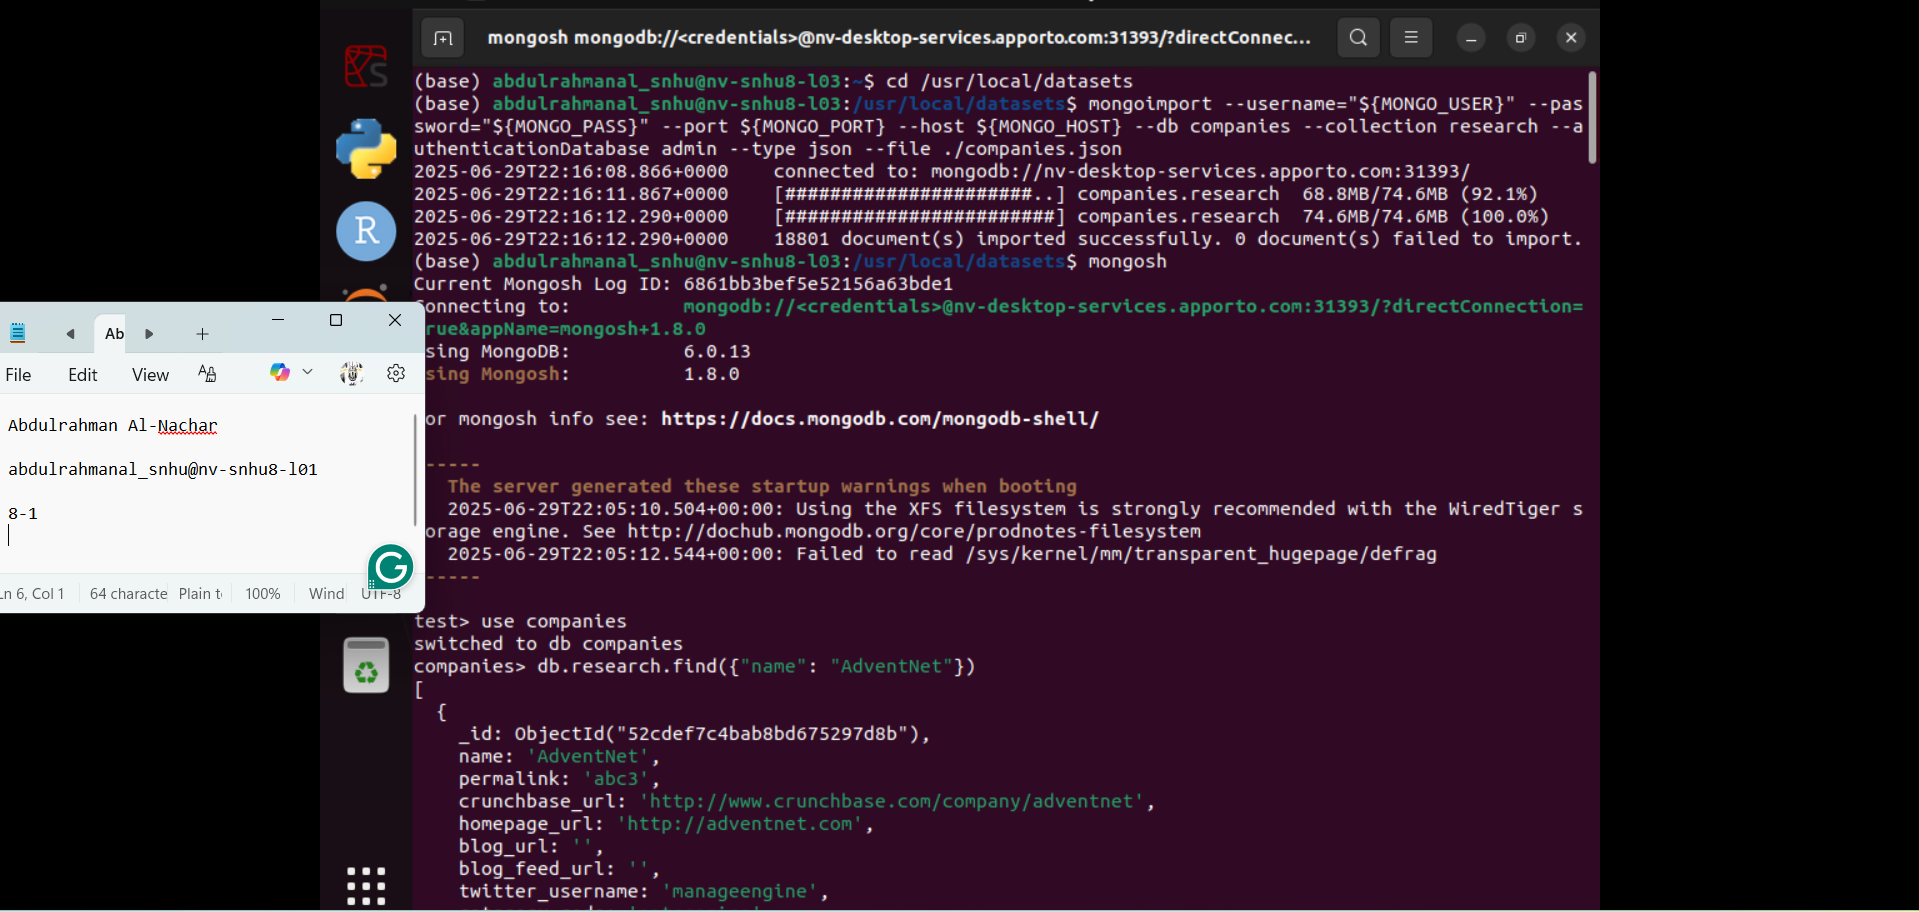 mongosh mongodb://<credentials>@nv-desktop-services.apporto.com:31393/?directConnec...
(base) abdulrahmanal_snhu@nv-snhu8-l03:~$ cd /usr/local/datasets
(base) abdulrahmanal_snhu@nv-snhu8-l03:/usr/local/datasets$ mongoimport --username="${MONGO_USER}" --pas
sword="${MONGO_PASS}" --port ${MONGO_PORT} --host ${MONGO_HOST} --db companies --collection research --a
uthenticationDatabase admin --type json --file ./companies.json
2025-06-29T22:16:08.866+0000    connected to: mongodb://nv-desktop-services.apporto.com:31393/
2025-06-29T22:16:11.867+0000    [######################..] companies.research  68.8MB/74.6MB (92.1%)
2025-06-29T22:16:12.290+0000    [########################] companies.research  74.6MB/74.6MB (100.0%)
2025-06-29T22:16:12.290+0000    18801 document(s) imported successfully. 0 document(s) failed to import.
(base) abdulrahmanal_snhu@nv-snhu8-l03:/usr/local/datasets$ mongosh
Current Mongosh Log ID: 6861bb3bef5e52156a63bde1
onnecting to:          mongodb://<credentials>@nv-desktop-services.apporto.com:31393/?directConnection=
rue&appName=mongosh+1.8.0
sing MongoDB:          6.0.13
sing Mongosh:          1.8.0
or mongosh info see: https://docs.mongodb.com/mongodb-shell/
-----
The server generated these startup warnings when booting
2025-06-29T22:05:10.504+00:00: Using the XFS filesystem is strongly recommended with the WiredTiger s
orage engine. See http://dochub.mongodb.org/core/prodnotes-filesystem
2025-06-29T22:05:12.544+00:00: Failed to read /sys/kernel/mm/transparent_hugepage/defrag
-----
test> use companies
switched to db companies
companies> db.research.find({"name": "AdventNet"})
[
{
_id: ObjectId("52cdef7c4bab8bd675297d8b"),
name: 'AdventNet',
permalink: 'abc3',
crunchbase_url: 'http://www.crunchbase.com/company/adventnet',
homepage_url: 'http://adventnet.com',
blog_url: '',
blog_feed_url: '',
twitter_username: 'manageengine',
R
S
Ab
File Edit View
Abdulrahman Al-Nachar
abdulrahmanal_snhu@nv-snhu8-l01
8-1
G
Ln 6, Col 1 64 characte Plain t 100% Wind UTF-8